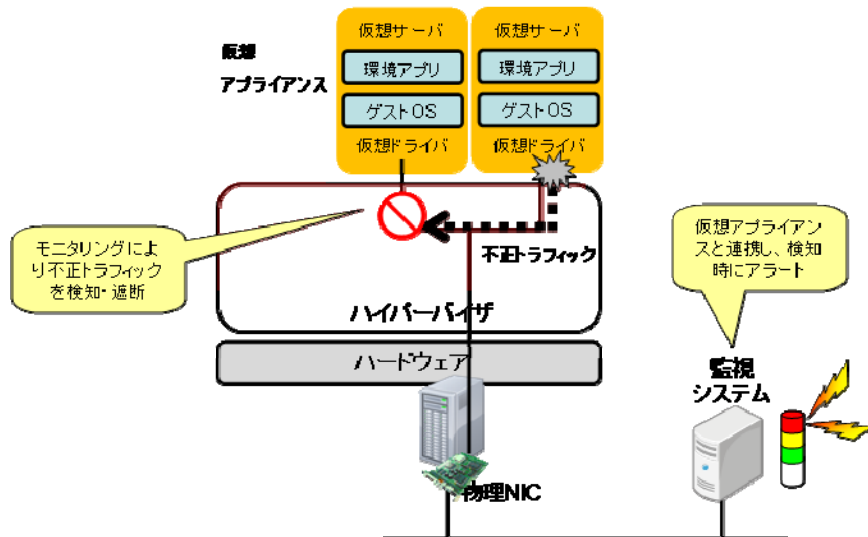 仮想サーバ
環境アプリ
ゲストOS
仮想ドライバ
仮想サーバ
環境アプリ
ゲストOS
仮想ドライバ
仮想
アプライアンス
モニタリングによ
り不正トラフィック
を検知・遮断
不正トラフィック
仮想アプライアン
スと連携し、検知
時にアラート
ハイパーバイザ
ハードウェア
監視
システム
物理NIC